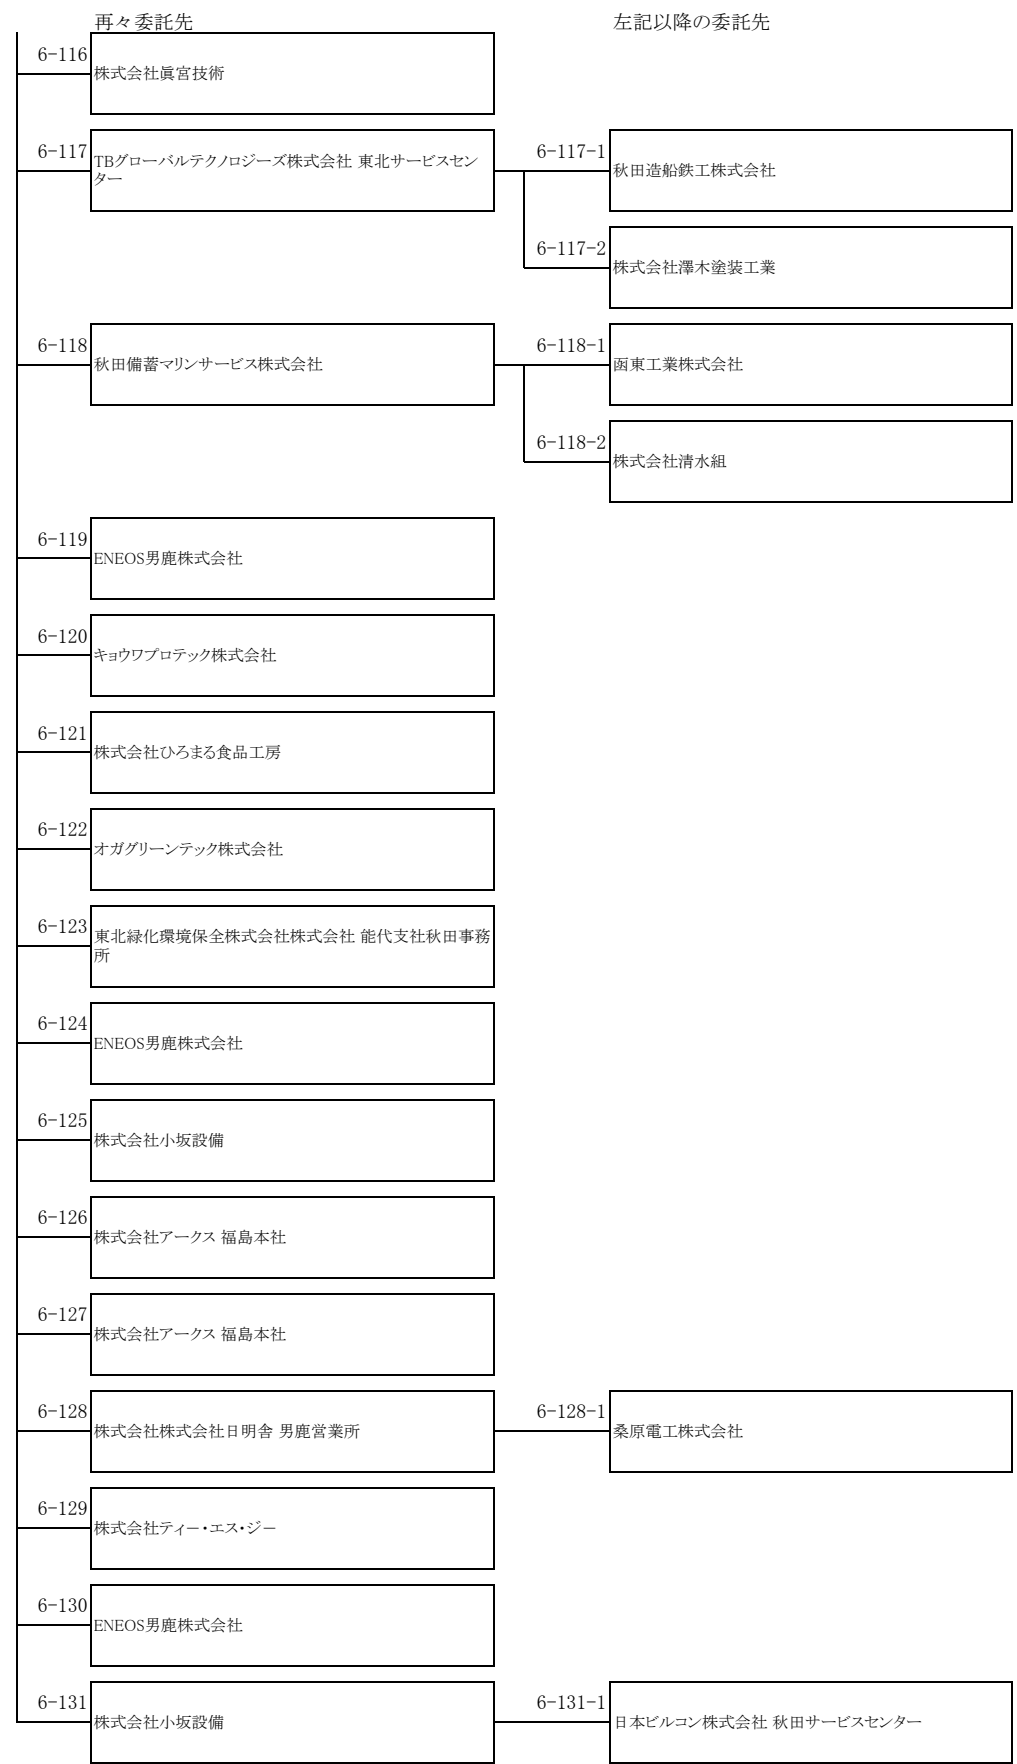 再々委託先
左記以降の委託先
6-116
株式会社眞宮技術
6-117
TBグローバルテクノロジーズ株式会社 東北サービスセン
ター
6-117-1
秋田造船鉄工株式会社
6-117-2
株式会社澤木塗装工業
6-118
秋田備蓄マリンサービス株式会社
6-118-1
函東工業株式会社
6-118-2
株式会社清水組
6-119
ENEOS男鹿株式会社
6-120
キョウワプロテック株式会社
6-121
株式会社ひろまる食品工房
6-122
オガグリーンテック株式会社
6-123
東北緑化環境保全株式会社株式会社 能代支社秋田事務
所
6-124
ENEOS男鹿株式会社
6-125
株式会社小坂設備
6-126
株式会社アークス 福島本社
6-127
株式会社アークス 福島本社
6-128
株式会社株式会社日明舎 男鹿営業所
6-128-1
桑原電工株式会社
6-129
株式会社ティー・エス・ジー
6-130
ENEOS男鹿株式会社
6-131
株式会社小坂設備
6-131-1
日本ビルコン株式会社 秋田サービスセンター